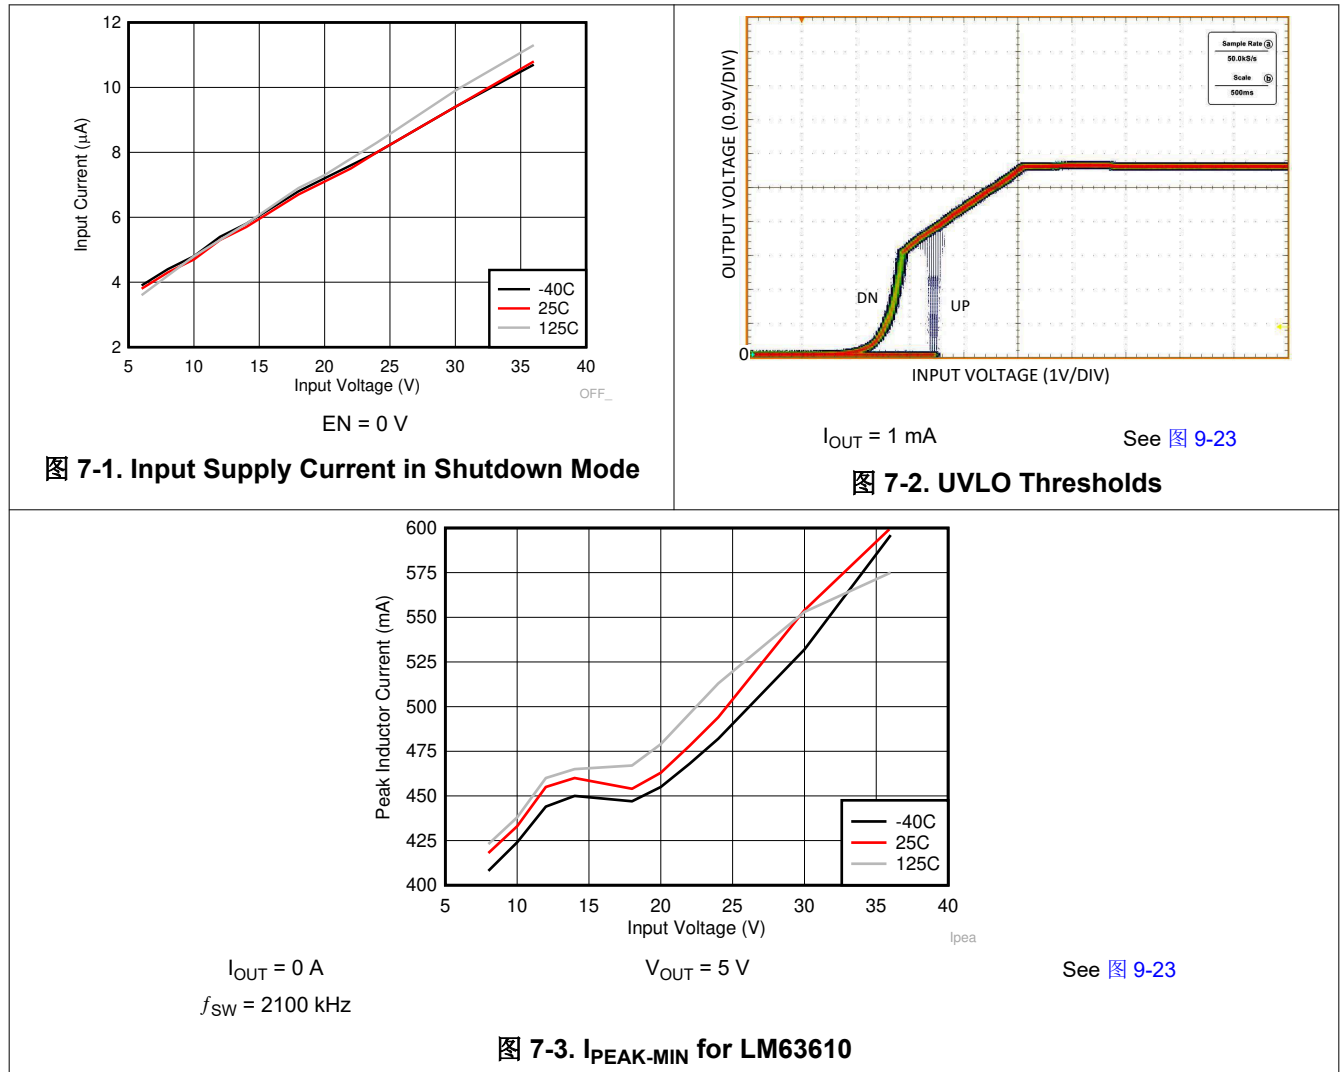 12
10
8
6
4
2
5
10
15
20
25
30
35
40
Input Current (μA)
Input Voltage (V)
-40C
25C
125C
OFF_
EN = 0 V
图 7-1. Input Supply Current in Shutdown Mode
OUTPUT VOLTAGE (0.9V/DIV)
Sample Rate a
50.0kS/s
Scale b
500ms
DN
UP
0
INPUT VOLTAGE (1V/DIV)
IOUT = 1 mA
See 图 9-23
图 7-2. UVLO Thresholds
600
575
550
525
500
475
450
425
400
5
10
15
20
25
30
35
40
Peak Inductor Current (mA)
Input Voltage (V)
-40C
25C
125C
Ipea
IOUT = 0 A
VOUT = 5 V
See 图 9-23
fSW = 2100 kHz
图 7-3. IPEAK-MIN for LM63610